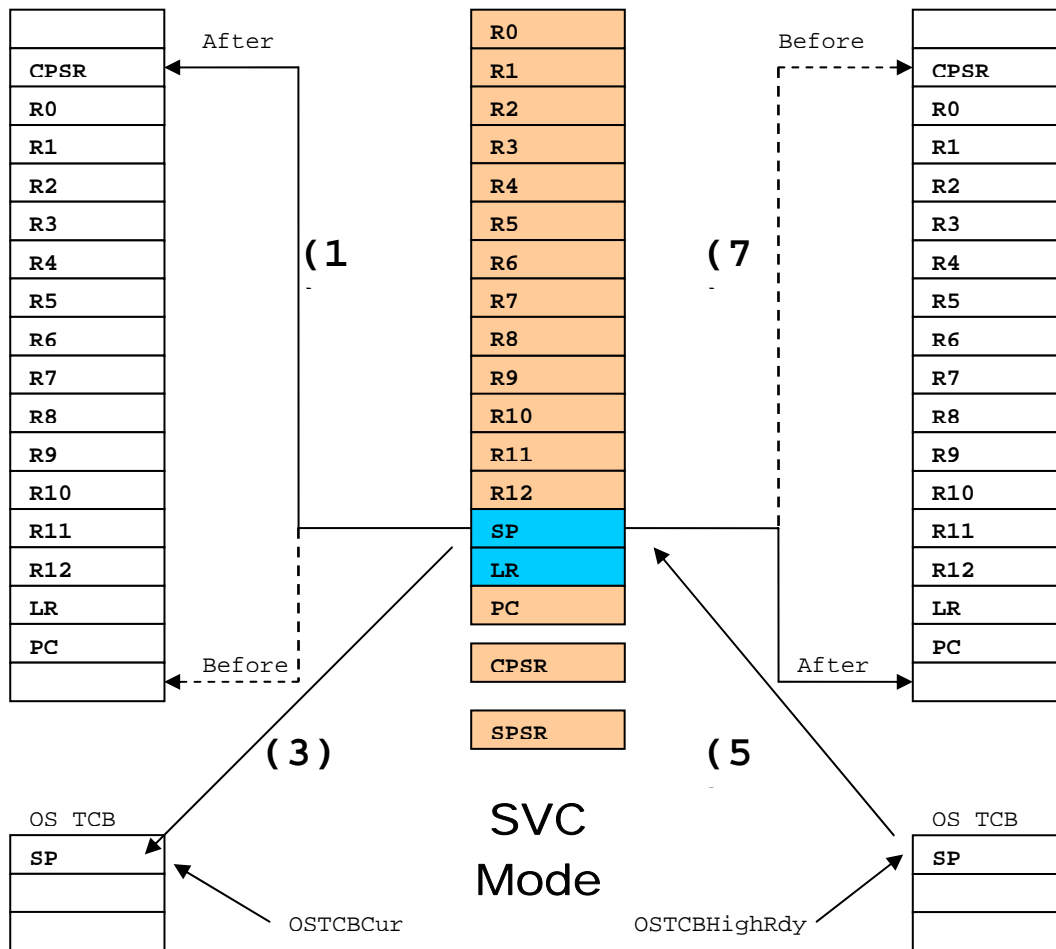 After
CPSR
R0
R1
R2
R3
R4
R5
R6
R7
R8
R9
R10
R11
R12
LR
PC
Before
(1
(3)
OS TCB
SP
OSTCBCur
R0
R1
R2
R3
R4
R5
R6
R7
R8
R9
R10
R11
R12
SP
LR
PC
CPSR
SPSR
SVC
Mode
Before
CPSR
R0
R1
R2
R3
R4
R5
R6
R7
R8
R9
R10
R11
R12
LR
PC
After
(7
(5
OS TCB
SP
OSTCBHighRdy